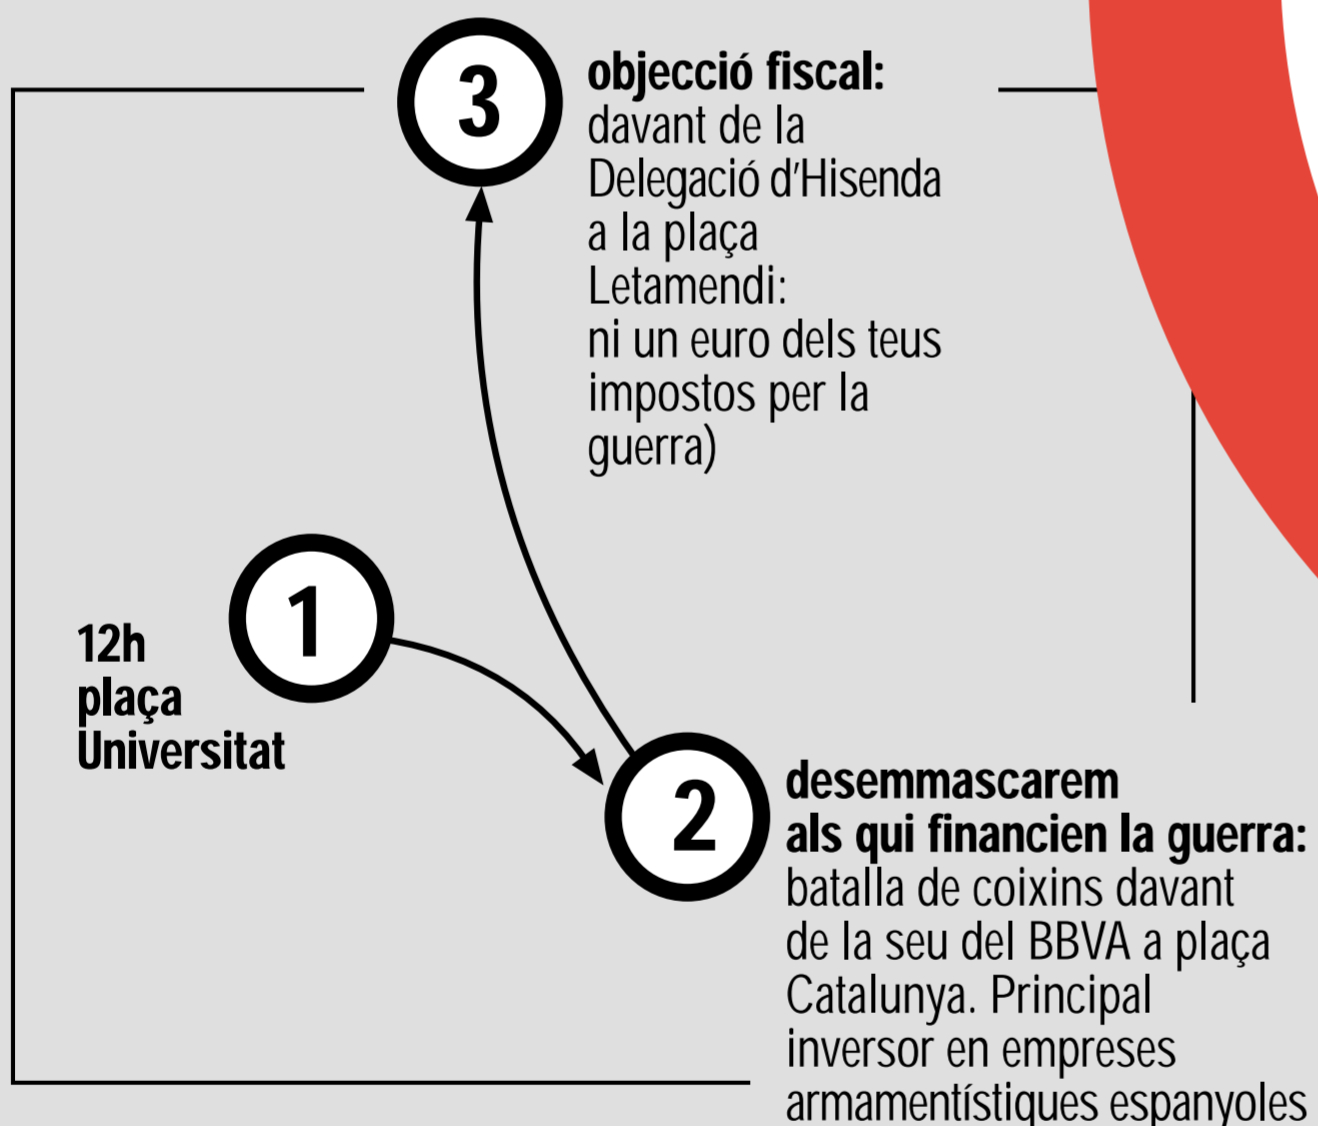 3
objecció fiscal:
davant de la
Delegació d'Hisenda
a la plaça
Letamendi:
ni un euro dels teus
impostos per la
guerra)
1
12h
plaça
Universitat
2
desemmascarem
als qui financien la guerra:
batalla de coixins davant
de la seu del BBVA a plaça
Catalunya. Principal
inversor en empreses
armamentístiques espanyoles